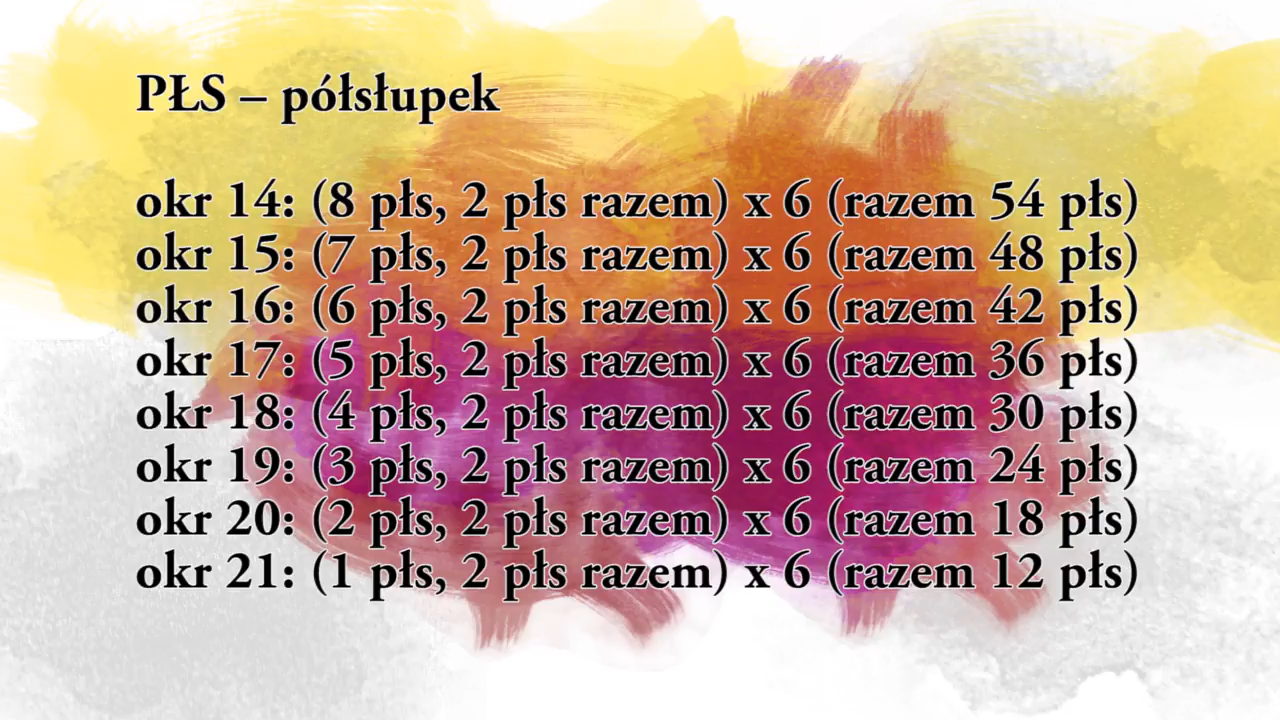 PŁS – półsłupek
okr 14: (8 płs, 2 płs razem) x 6 (razem 54 płs)
okr 15: (7 płs, 2 płs razem) x 6 (razem 48 płs)
okr 16: (6 płs, 2 płs razem) x 6 (razem 42 płs)
okr 17: (5 płs, 2 płs razem) x 6 (razem 36 płs)
okr 18: (4 płs, 2 płs razem) x 6 (razem 30 płs)
okr 19: (3 płs, 2 płs razem) x 6 (razem 24 płs)
okr 20: (2 płs, 2 płs razem) x 6 (razem 18 płs)
okr 21: (1 płs, 2 płs razem) x 6 (razem 12 płs)